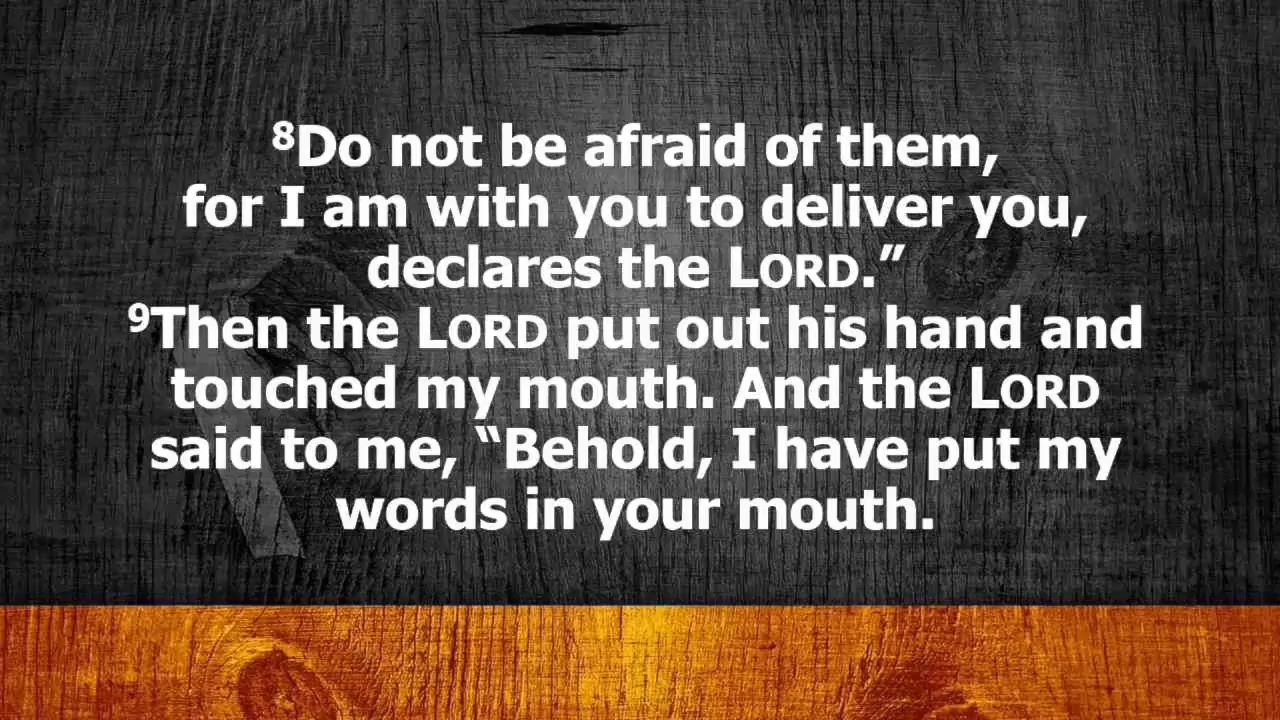 ⁸Do not be afraid of them,
for I am with you to deliver you,
declares the LORD.”
⁹Then the LORD put out his hand and
touched my mouth. And the LORD
said to me, “Behold, I have put my
words in your mouth.